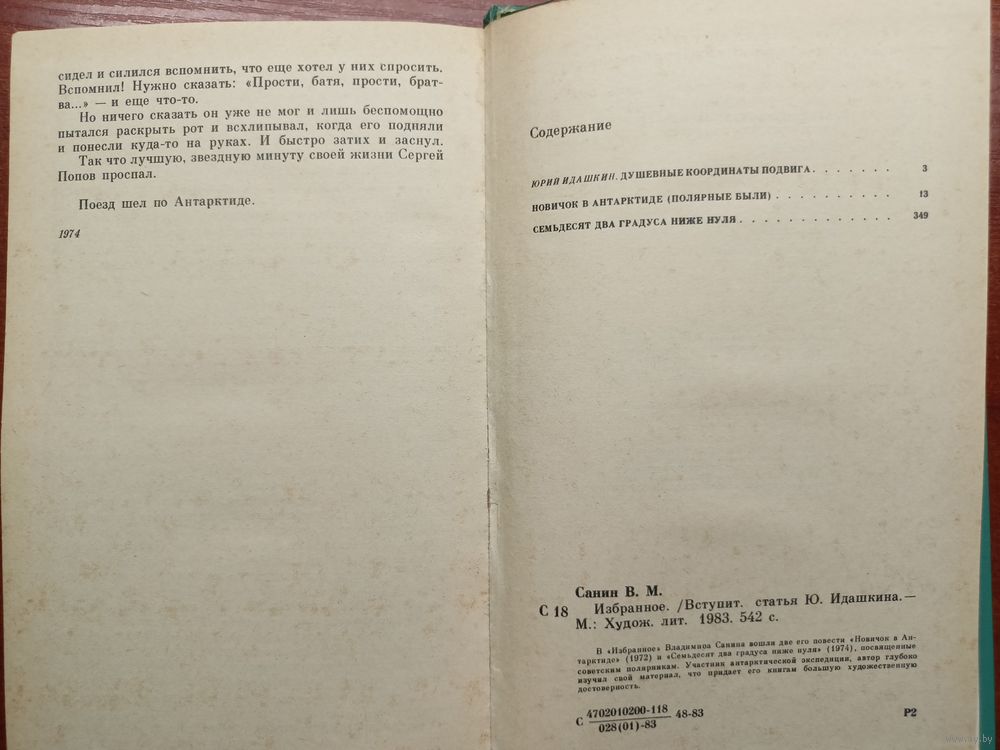 сидел и силился вспомнить, что еще хотел у них спросить.
Вспомнил! Нужно сказать: «Прости, батя, прости, брат-
ва...» — и еще что-то.
Но ничего сказать он уже не мог и лишь беспомощно
пытался раскрыть рот и всхлипывал, когда его подняли
и понесли куда-то на руках. И быстро затих и заснул.
Так что лучшую, звездную минуту своей жизни Сергей
Попов проспал.
Поезд шел по Антарктиде.
1974
Содержание
ЮРИЙ ИДАШКИН. ДУШЕВНЫЕ КООРДИНАТЫ ПОДВИГА . . . . . . . 3
НОВИЧОК В АНТАРКТИДЕ (ПОЛЯРНЫЕ БЫЛИ) . . . . . . . . . . 13
СЕМЬДЕСЯТ ДВА ГРАДУСА НИЖЕ НУЛЯ . . . . . . . . . . . . . 349
Санин В. М.
С 18 Избранное. /Вступит. статья Ю. Идашкина.—
М.: Худож. лит. 1983. 542 с.
В «Избранное» Владимира Санина вошли две его повести «Новичок в Ан-
тарктиде» (1972) и «Семьдесят два градуса ниже нуля» (1974), посвященные
советским полярникам. Участник антарктической экспедиции, автор глубоко
изучил свой материал, что придает его книгам большую художественную
достоверность.
С 4702010200-118 48-83 Р2
028(01)-83
www.ay.by